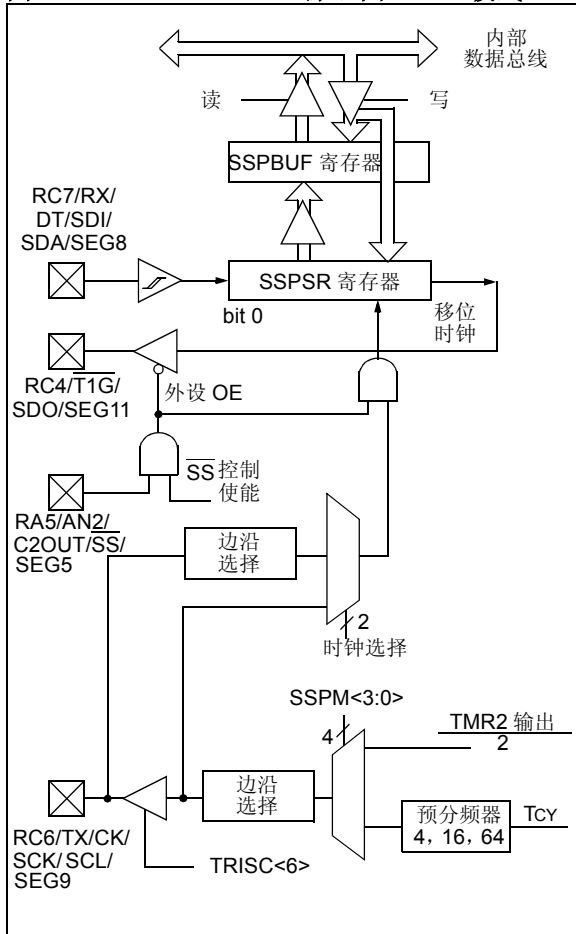 内部
数据总线
读
写
SSPBUF 寄存器
RC7/RX/
DT/SDI/
SDA/SEG8
SSPSR 寄存器
bit 0
移位
时钟
RC4/T1G/
SDO/SEG11
外设 OE
SS 控制
使能
RA5/AN2/
C2OUT/SS/
SEG5
边沿
选择
2
时钟选择
SSPM<3:0>
4
TMR2 输出
2
边沿
选择
预分频器
4，16，64
TCY
RC6/TX/CK/
SCK/ SCL/
SEG9
TRISC<6>